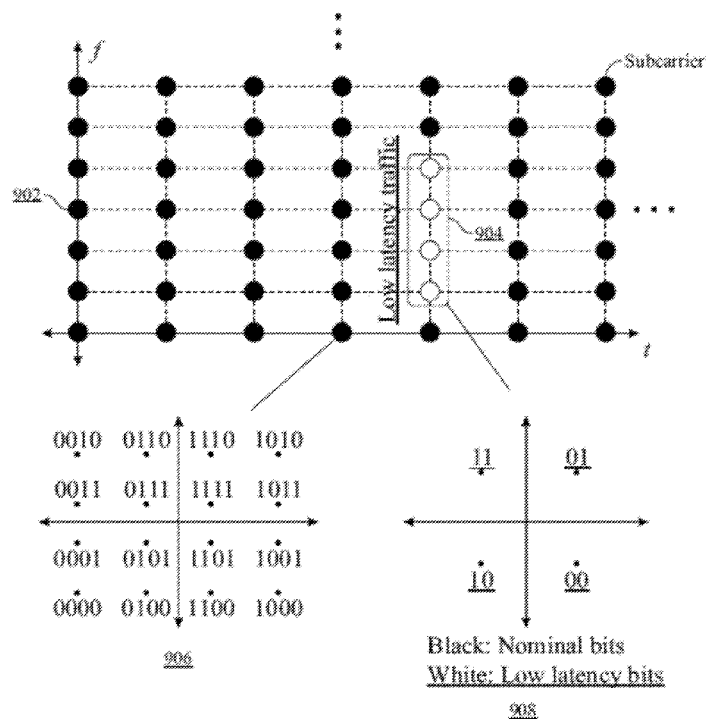 f
Subcarrier
902
Low latency traffic
904
t
0010 0110 1110 1010
0011 0111 1111 1011
0001 0101 1101 1001
0000 0100 1100 1000
906
11 01
10 00
Black: Nominal bits
White: Low latency bits
908